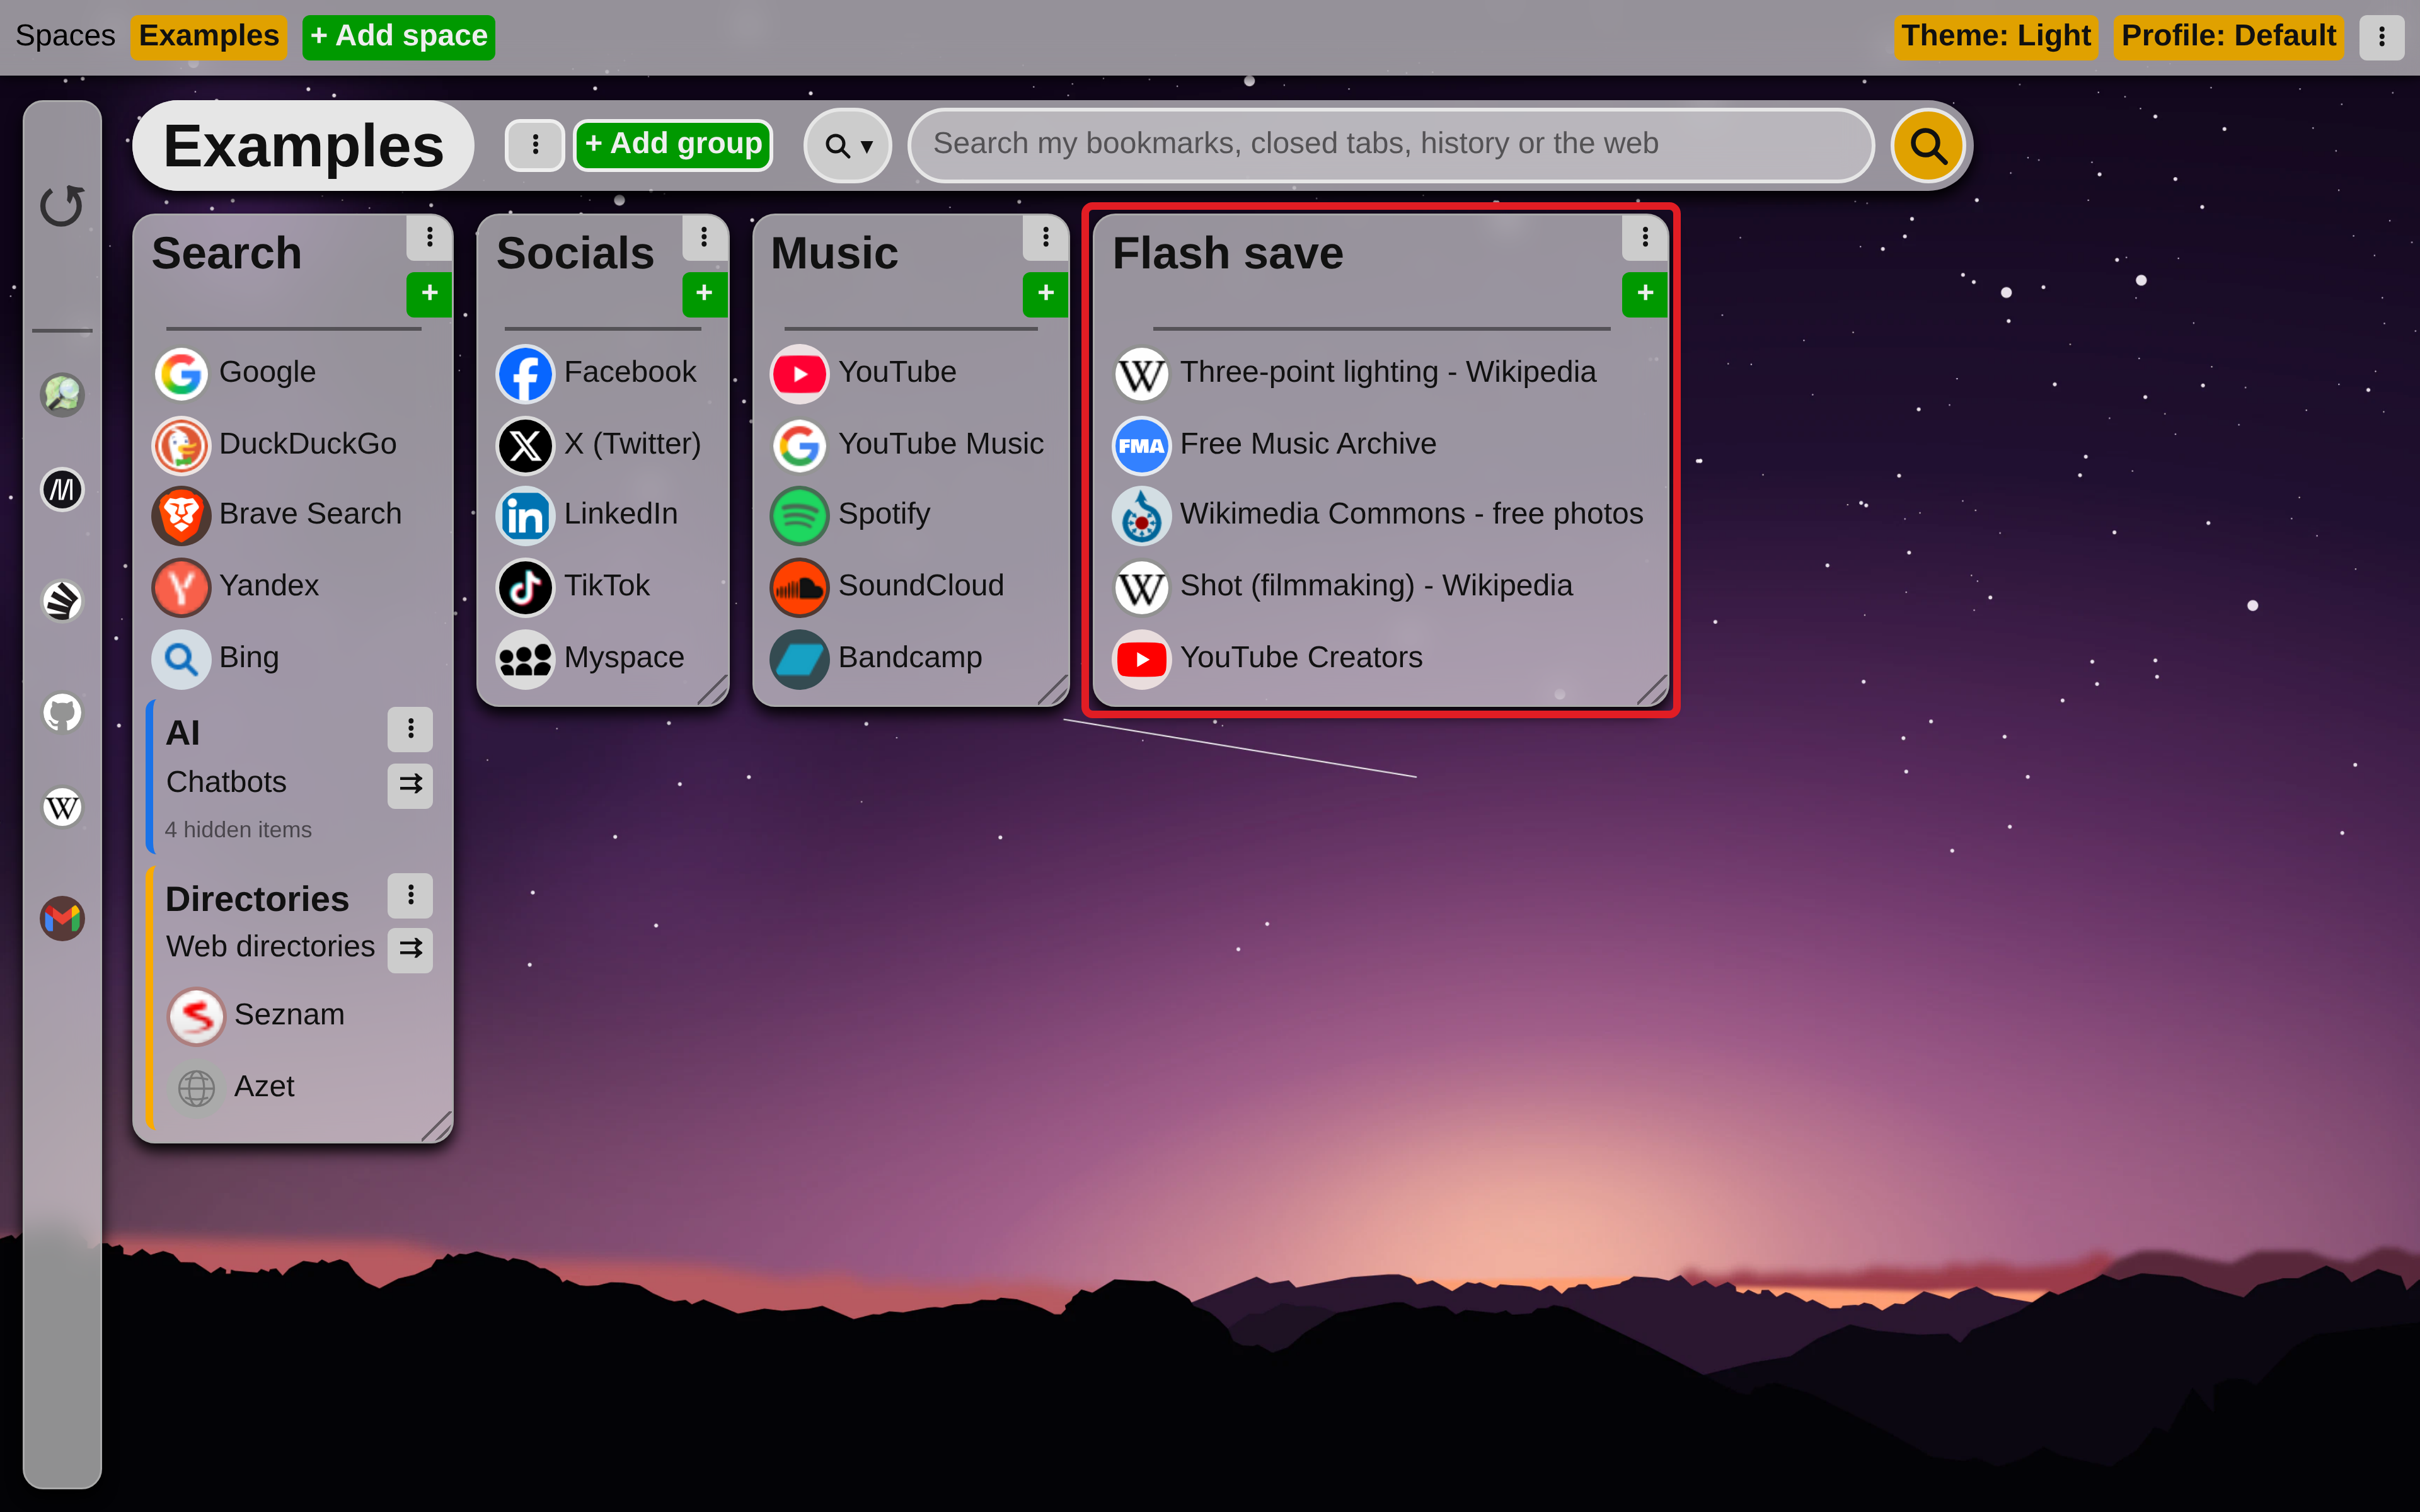 Spaces Examples + Add space Theme: Light Profile: Default
Examples + Add group Search my bookmarks, closed tabs, history or the web
Search
+
Google
DuckDuckGo
Brave Search
Yandex
Bing
AI
Chatbots
4 hidden items
Directories
Web directories
Seznam
Azet
Socials
+
Facebook
X (Twitter)
LinkedIn
TikTok
Myspace
Music
+
YouTube
YouTube Music
Spotify
SoundCloud
Bandcamp
Flash save
+
Three-point lighting - Wikipedia
FMA Free Music Archive
Wikimedia Commons - free photos
Shot (filmmaking) - Wikipedia
YouTube Creators